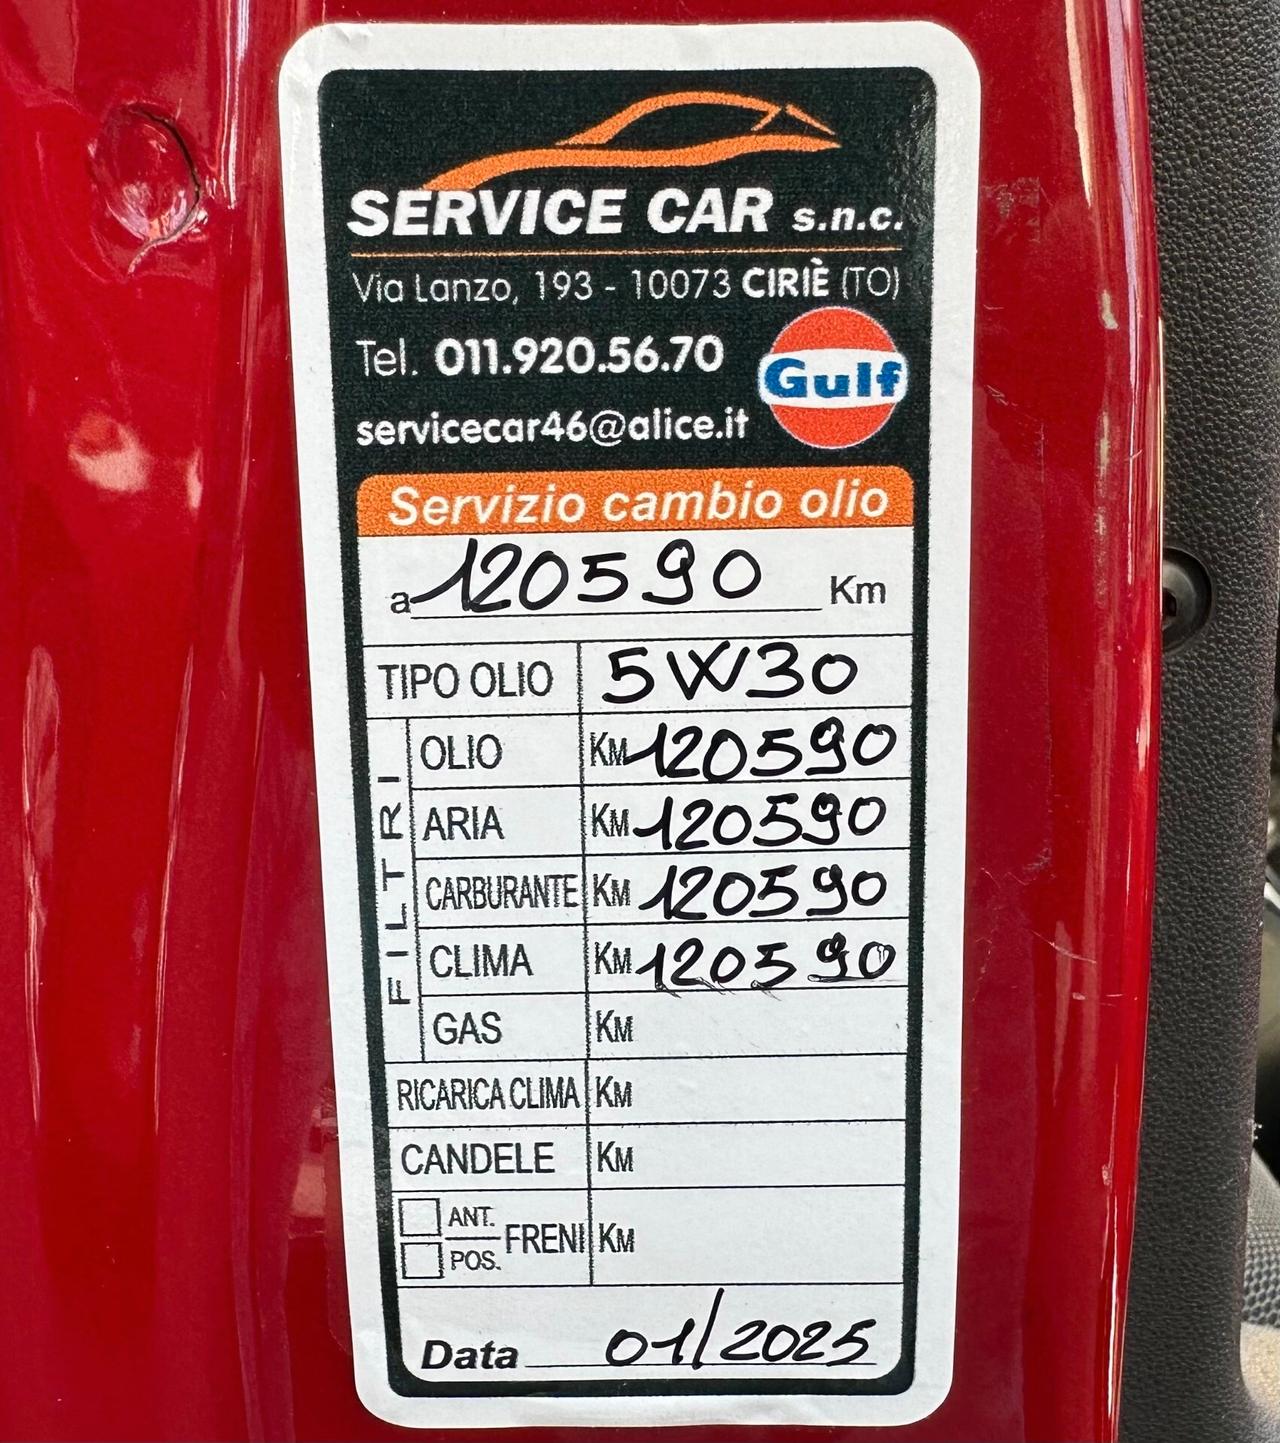 SERVICE CAR s.n.c.
Via Lanzo, 193 - 10073 CIRIÈ (TO)
Tel. 011.920.56.70
Gulf
servicecar46@alice.it
Servizio cambio olio
a 120590 Km
TIPO OLIO 5W30
FILTRI
OLIO KM 120590
ARIA KM 120590
CARBURANTE KM 120590
CLIMA KM 120590
GAS KM
RICARICA CLIMA KM
CANDELE KM
ANT.
POS. FRENI KM
Data 01/2025